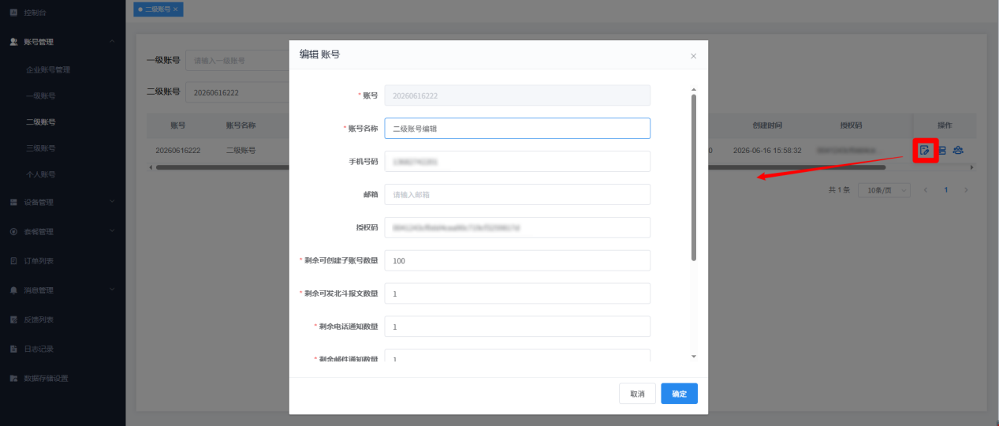 控制台
账号管理
企业账号管理
一级账号
二级账号
三级账号
个人账号
设备管理
套餐管理
订单列表
消息管理
反馈列表
日志记录
数据存储设置
二级账号 ×
一级账号 请输入一级账号
二级账号 20260616222
账号 账号名称 创建时间 授权码 操作
20260616222 二级账号 0 2026-06-16 15:58:32
共 1 条 10条/页 < 1 >
编辑 账号
* 账号 20260616222
* 账号名称 二级账号编辑
手机号码
邮箱 请输入邮箱
授权码
* 剩余可创建子账号数量 100
* 剩余可发北斗报文数量 1
* 剩余电话通知数量 1
* 剩余邮件通知数量 1
取消 确定